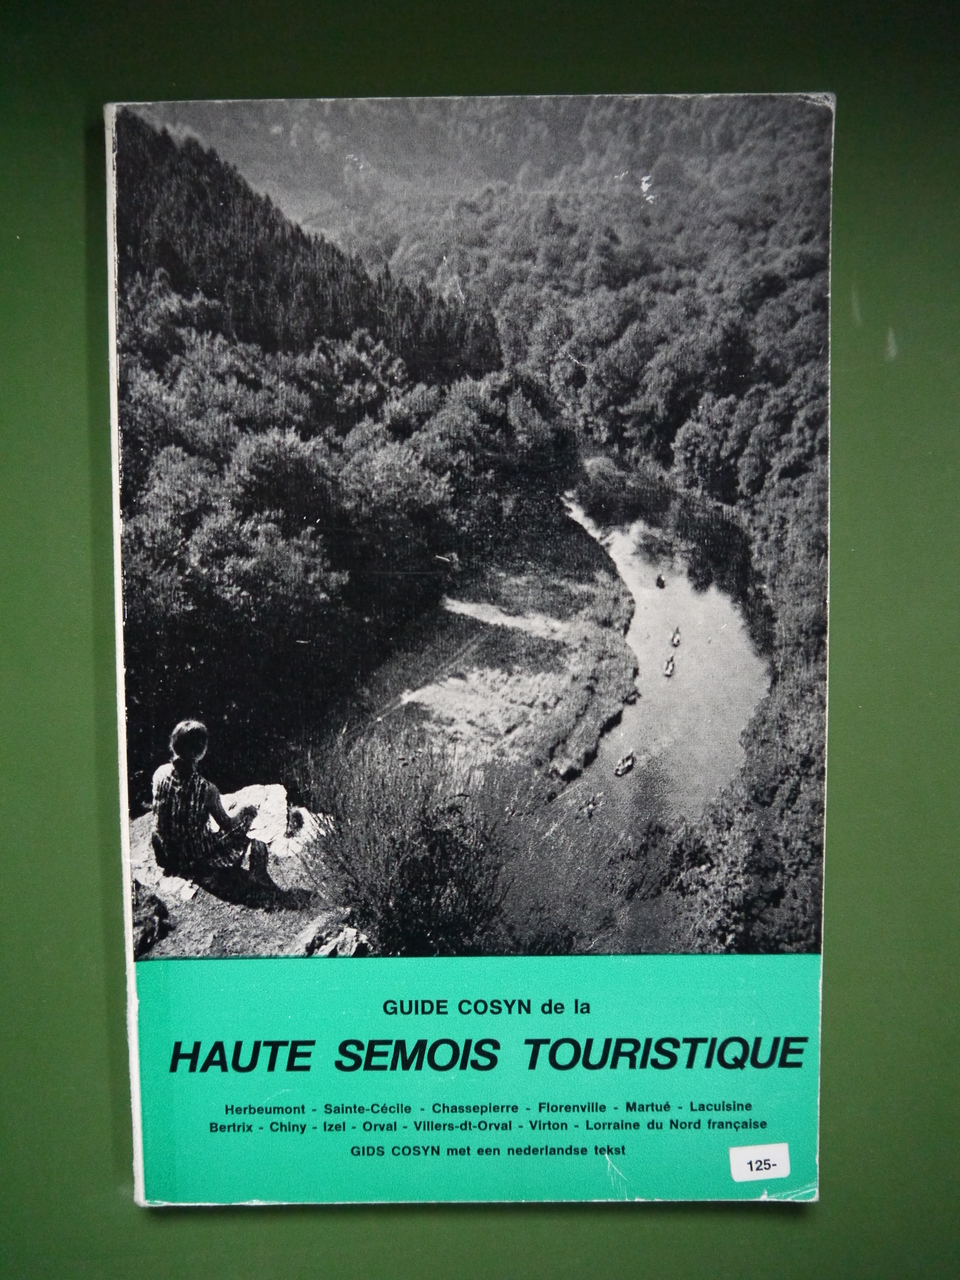 GUIDE COSYN de la
HAUTE SEMOIS TOURISTIQUE
Herbeumont - Sainte-Cécile - Chassepierre - Florenville - Martué - Lacuisine
Bertrix - Chiny - Izel - Orval - Villers-dt-Orval - Virton - Lorraine du Nord française
GIDS COSYN met een nederlandse tekst
125-